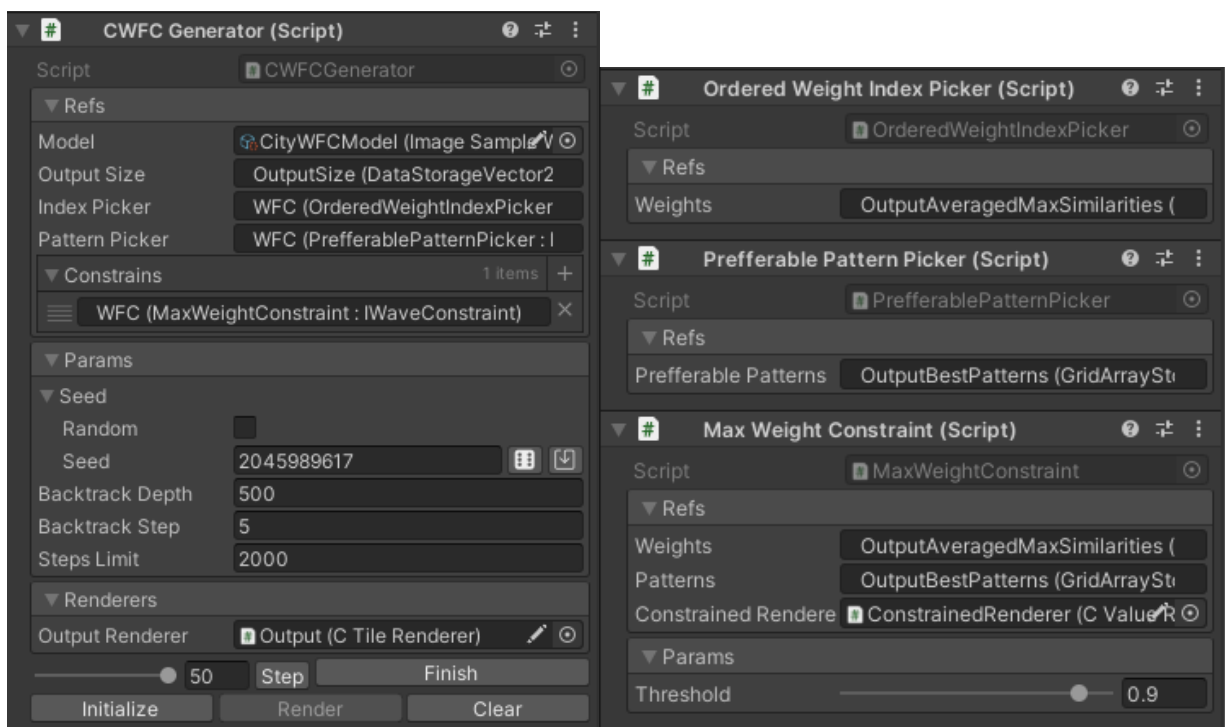 CWFC Generator (Script)
Script CWFCGenerator
Refs
Model CityWFCModel (Image Sample
Output Size OutputSize (DataStorageVector2
Index Picker WFC (OrderedWeightIndexPicker
Pattern Picker WFC (PrefferablePatternPicker : I
Constrains 1 items +
WFC (MaxWeightConstraint : IWaveConstraint)
Params
Seed
Random
Seed 2045989617
Backtrack Depth 500
Backtrack Step 5
Steps Limit 2000
Renderers
Output Renderer Output (C Tile Renderer)
50 Step Finish
Initialize Render Clear
Ordered Weight Index Picker (Script)
Script OrderedWeightIndexPicker
Refs
Weights OutputAveragedMaxSimilarities (
Prefferable Pattern Picker (Script)
Script PrefferablePatternPicker
Refs
Prefferable Patterns OutputBestPatterns (GridArraySt
Max Weight Constraint (Script)
Script MaxWeightConstraint
Refs
Weights OutputAveragedMaxSimilarities (
Patterns OutputBestPatterns (GridArraySt
Constrained Rendere ConstrainedRenderer (C Value R
Params
Threshold 0.9